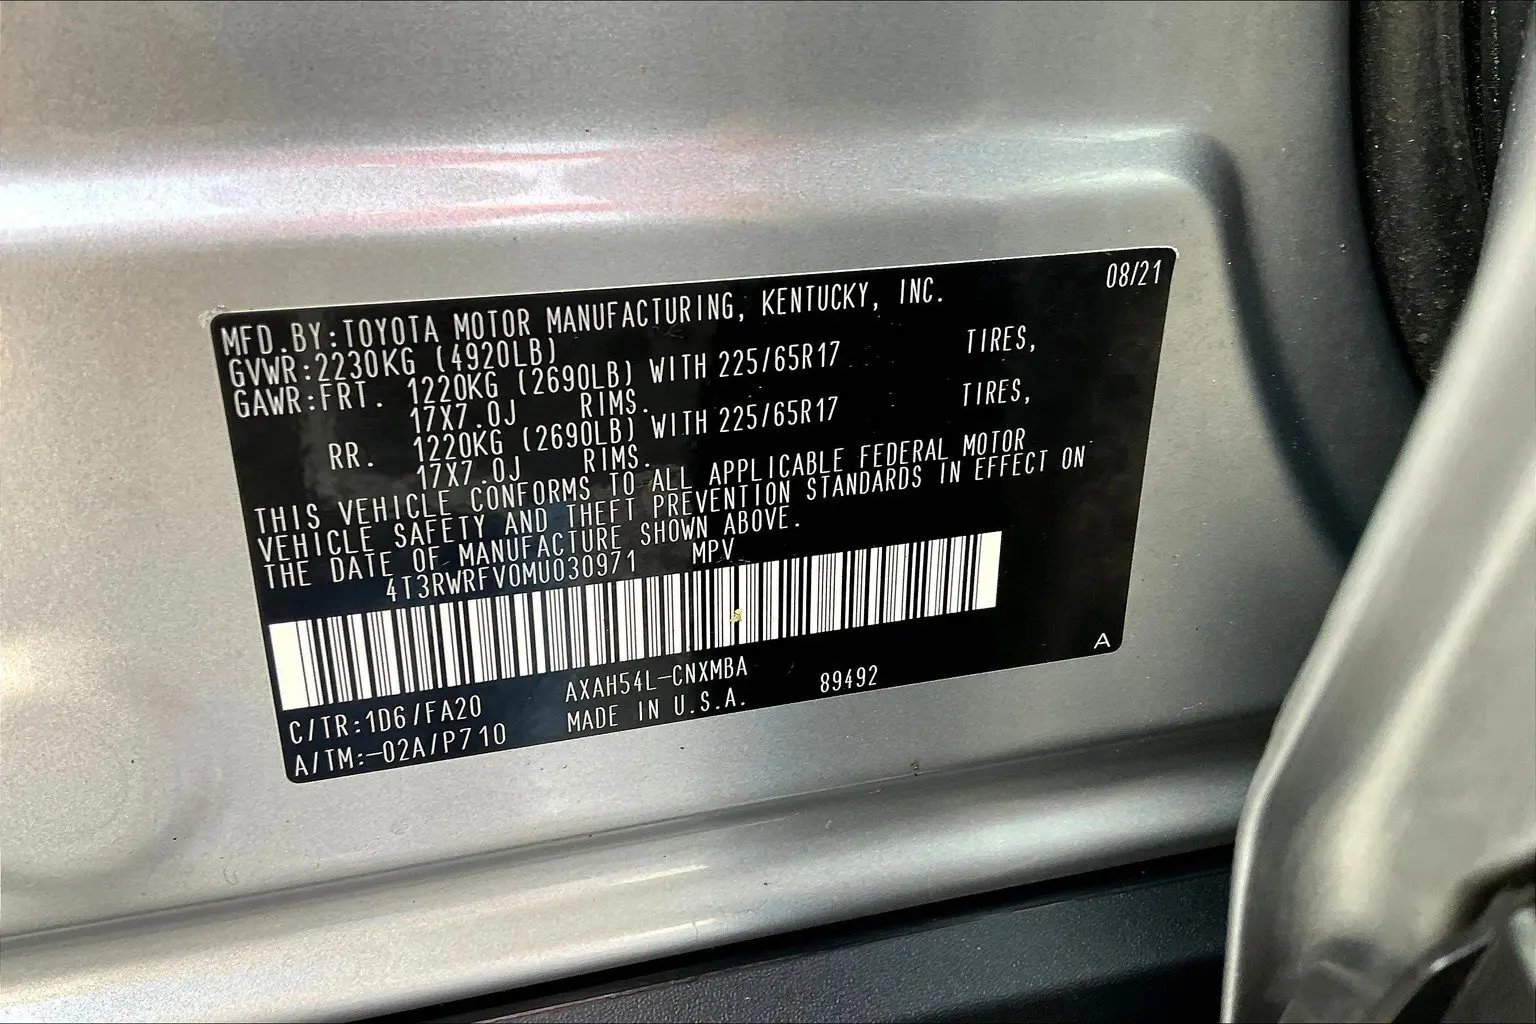 08/21
MFD.BY:TOYOTA MOTOR MANUFACTURING, KENTUCKY, INC.
GVWR:2230KG (4920LB)
GAWR:FRT. 1220KG (2690LB) WITH 225/65R17 TIRES,
17X7.0J RIMS.
RR. 1220KG (2690LB) WITH 225/65R17 TIRES,
17X7.0J RIMS.
THIS VEHICLE CONFORMS TO ALL APPLICABLE FEDERAL MOTOR
VEHICLE SAFETY AND THEFT PREVENTION STANDARDS IN EFFECT ON
THE DATE OF MANUFACTURE SHOWN ABOVE.
4T3RWRFV0MU030971 MPV
C/TR:1D6/FA20 AXAH54L-CNXMBA 89492 A
A/TM:-02A/P710 MADE IN U.S.A.